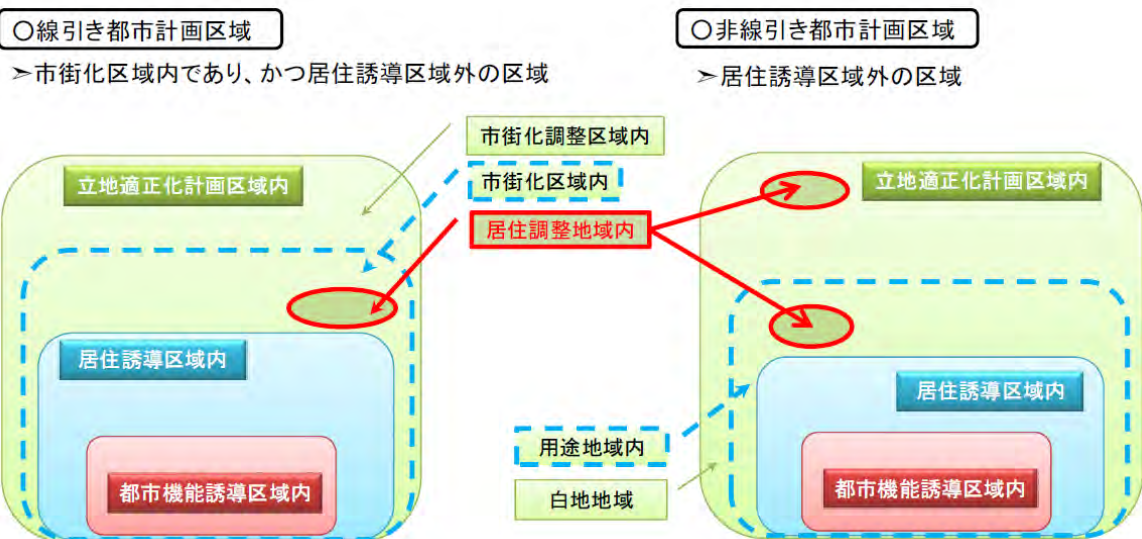 〇線引き都市計画区域
➣市街化区域内であり、かつ居住誘導区域外の区域
〇非線引き都市計画区域
➣居住誘導区域外の区域
市街化調整区域内
市街化区域内
居住調整地域内
立地適正化計画区域内
居住誘導区域内
都市機能誘導区域内
立地適正化計画区域内
居住誘導区域内
都市機能誘導区域内
用途地域内
白地地域